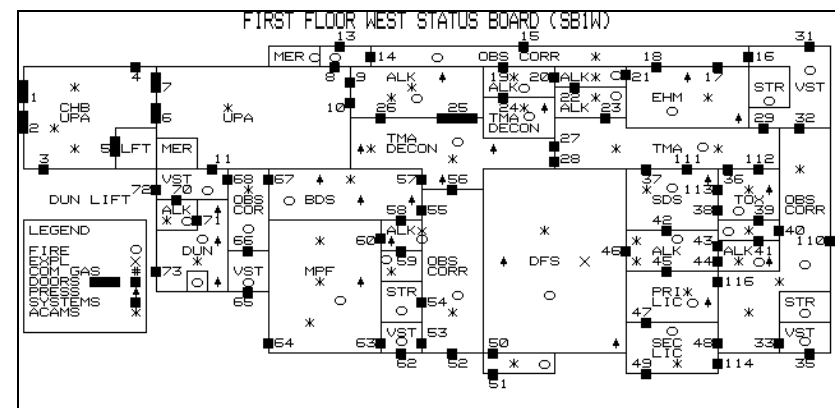 FIRST FLOOR WEST STATUS BOARD (SB1W)
13 15 31
MER 14 OBS CORR 18 16
4 7 8 9 ALK 19 20 ALK 21 17 STR VST
1 CHB UPA UPA 10 ALK 22 ALK EHM
2 6 26 25 24 23 29 32
TMA DECON
3 5 LFT MER 11 TMA DECON 27 28 TMA
VST 68 67 57 56 37 111 36 112
DUN LIFT 72 70 OBS COR BDS SDS 113 TOX OBS CORR
ALK 71 58 55 38 39
LEGEND 66 60 ALK 42 40
FIRE DUN 59 OBS CORR DFS 46 ALK 43 ALK 41 110
EXPL 73 VST MPF 45 44
COM GAS 65 STR PRI LIC 116
DOORS 54 STR
PRESS 47
SYSTEMS VST SEC LIC VST
ACAMS 64 63 53 48 33
62 52 50 49 114 35
51